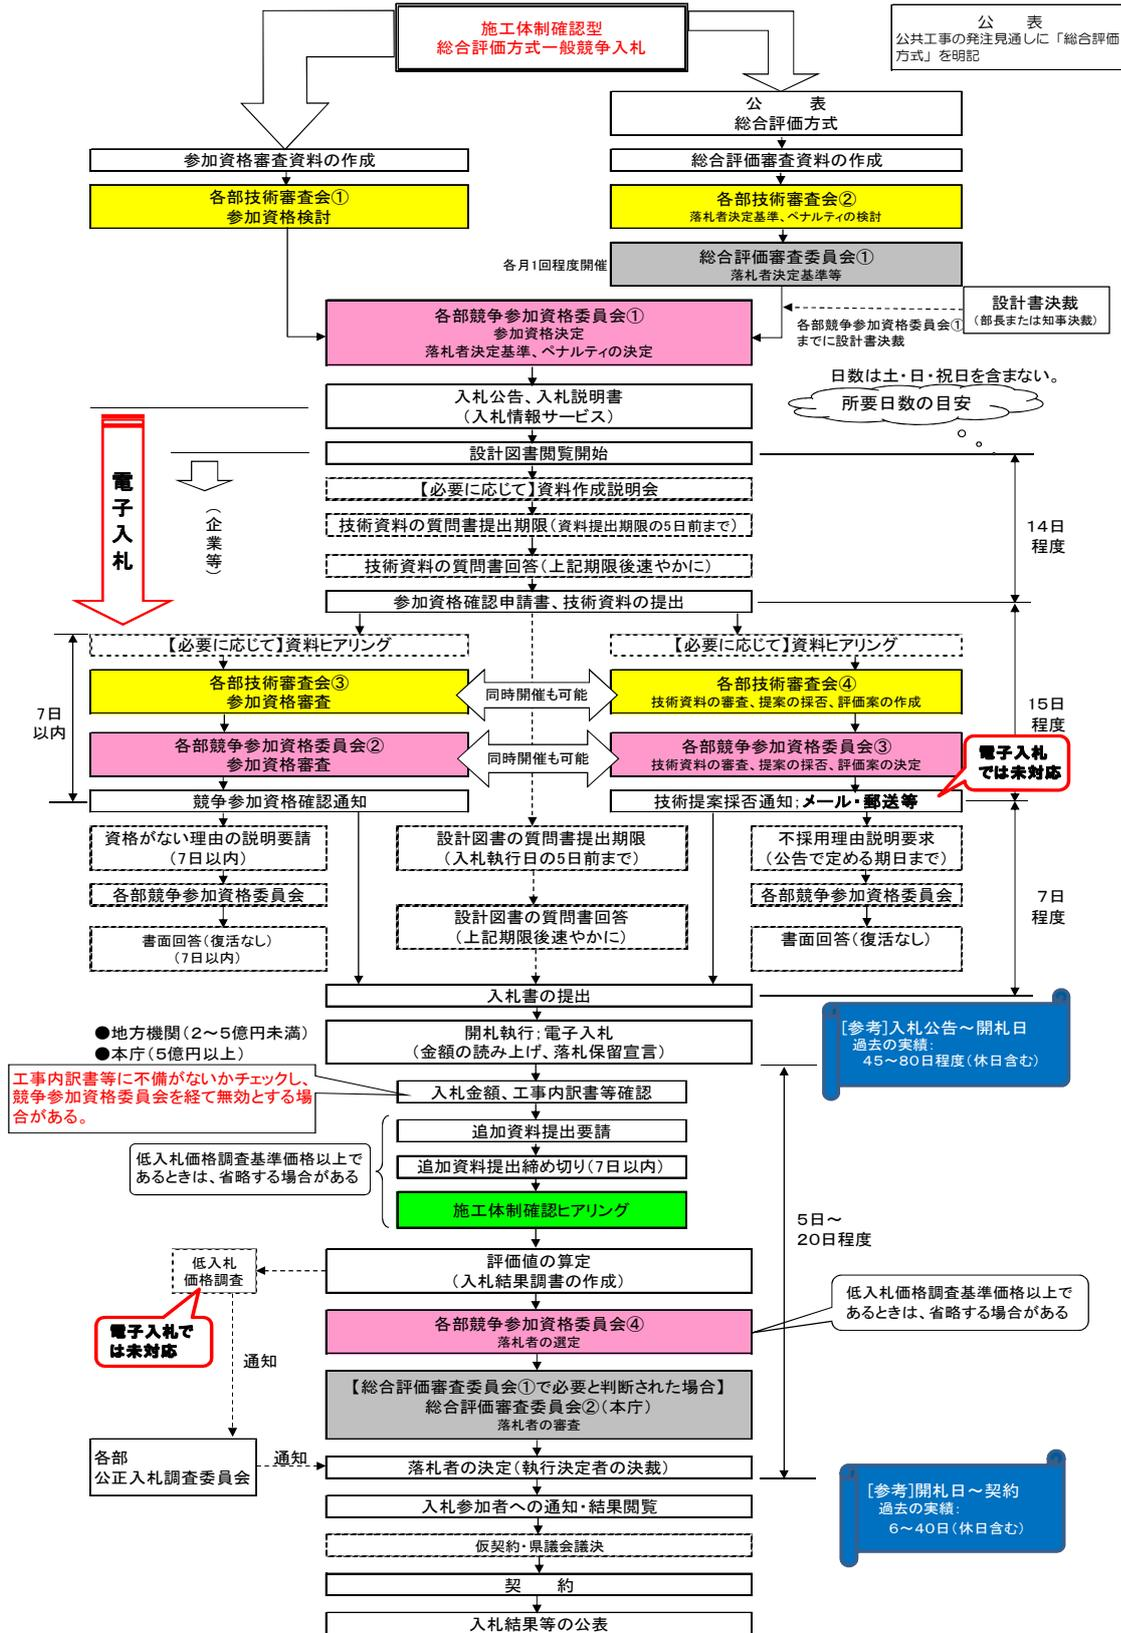 施工体制確認型
総合評価方式一般競争入札
公　表
公共工事の発注見通しに「総合評価
方式」を明記
公　　表
総合評価方式
参加資格審査資料の作成
総合評価審査資料の作成
各部技術審査会①
参加資格検討
各部技術審査会②
落札者決定基準、ペナルティの検討
各月1回程度開催
総合評価審査委員会①
落札者決定基準等
各部競争参加資格委員会①
参加資格決定
落札者決定基準、ペナルティの決定
設計書決裁
(部長または知事決裁)
各部競争参加資格委員会①
までに設計書決裁
日数は土・日・祝日を含まない。
所要日数の目安
入札公告、入札説明書
(入札情報サービス)
設計図書閲覧開始
電子入札
(企業等)
【必要に応じて】資料作成説明会
技術資料の質問書提出期限(資料提出期限の5日前まで)
技術資料の質問書回答(上記期限後速やかに)
14日
程度
参加資格確認申請書、技術資料の提出
【必要に応じて】資料ヒアリング
【必要に応じて】資料ヒアリング
各部技術審査会③
参加資格審査
同時開催も可能
各部技術審査会④
技術資料の審査、提案の採否、評価案の作成
7日
以内
15日
程度
各部競争参加資格委員会②
参加資格審査
同時開催も可能
各部競争参加資格委員会③
技術資料の審査、提案の採否、評価案の決定
電子入札
では未対応
競争参加資格確認通知
技術提案採否通知;メール・郵送等
資格がない理由の説明要請
(7日以内)
設計図書の質問書提出期限
(入札執行日の5日前まで)
不採用理由説明要求
(公告で定める期日まで)
各部競争参加資格委員会
各部競争参加資格委員会
7日
程度
書面回答(復活なし)
(7日以内)
設計図書の質問書回答
(上記期限後速やかに)
書面回答(復活なし)
入札書の提出
●地方機関(2～5億円未満)
●本庁(5億円以上)
開札執行;電子入札
(金額の読み上げ、落札保留宣言)
[参考]入札公告～開札日
過去の実績:
45～80日程度(休日含む)
工事内訳書等に不備がないかチェックし、
競争参加資格委員会を経て無効とする場
合がある。
入札金額、工事内訳書等確認
追加資料提出要請
低入札価格調査基準価格以上で
あるときは、省略する場合がある
追加資料提出締め切り(7日以内)
施工体制確認ヒアリング
5日～
20日程度
低入札
価格調査
評価値の算定
(入札結果調書の作成)
低入札価格調査基準価格以上で
あるときは、省略する場合がある
電子入札で
は未対応
各部競争参加資格委員会④
落札者の選定
通知
【総合評価審査委員会①で必要と判断された場合】
総合評価審査委員会②(本庁)
落札者の審査
各部
公正入札調査委員会
通知
落札者の決定(執行決定者の決裁)
入札参加者への通知・結果閲覧
[参考]開札日～契約
過去の実績:
6～40日(休日含む)
仮契約・県議会議決
契　　約
入札結果等の公表